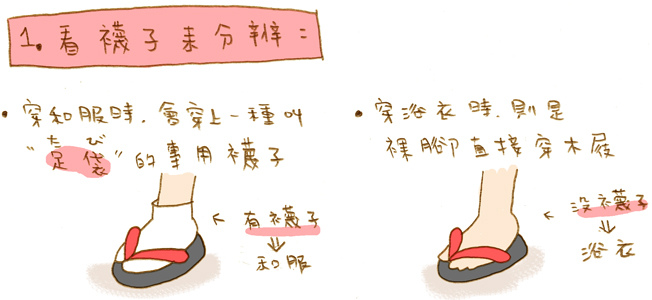 1. 看襪子來分辨:
• 穿和服時,會穿上一種叫
たび
"足袋"的專用襪子
← 有襪子
⇓
和服
• 穿浴衣時,則是
裸腳直接穿木屐
← 沒襪子
⇓
浴衣